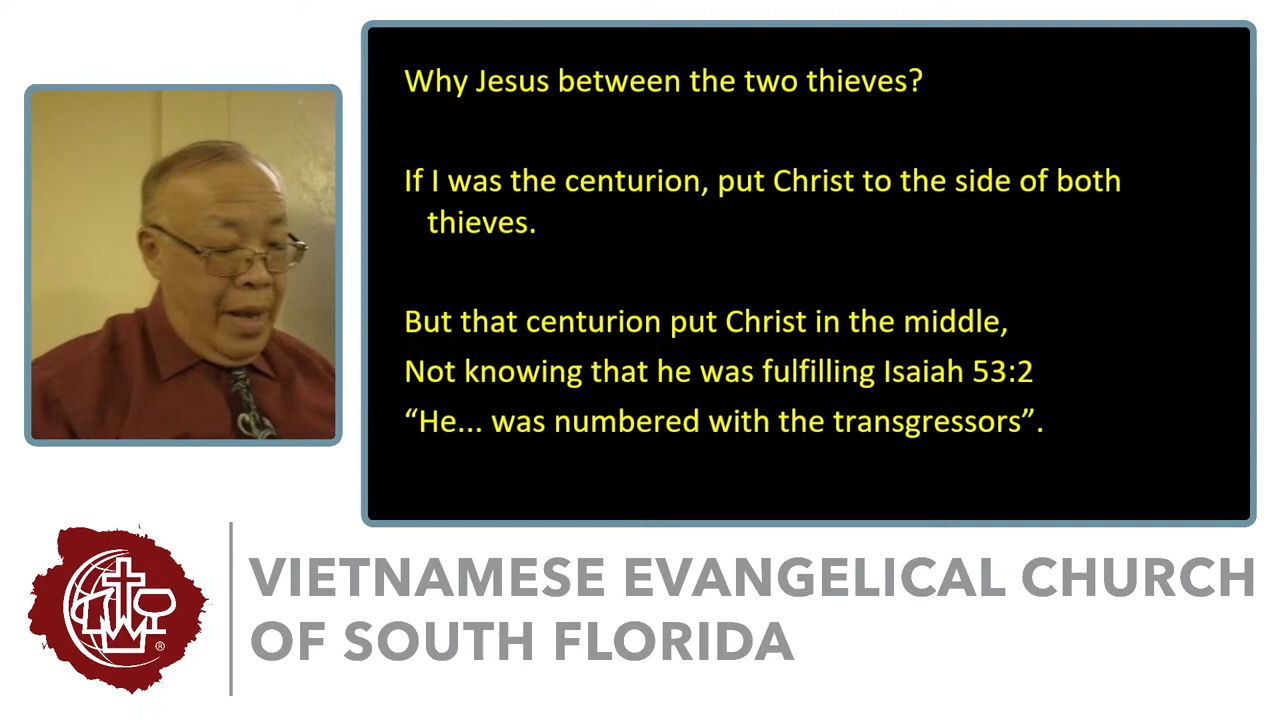 Why Jesus between the two thieves?
If I was the centurion, put Christ to the side of both
thieves.
But that centurion put Christ in the middle,
Not knowing that he was fulfilling Isaiah 53:2
“He... was numbered with the transgressors”.
®
VIETNAMESE EVANGELICAL CHURCH
OF SOUTH FLORIDA